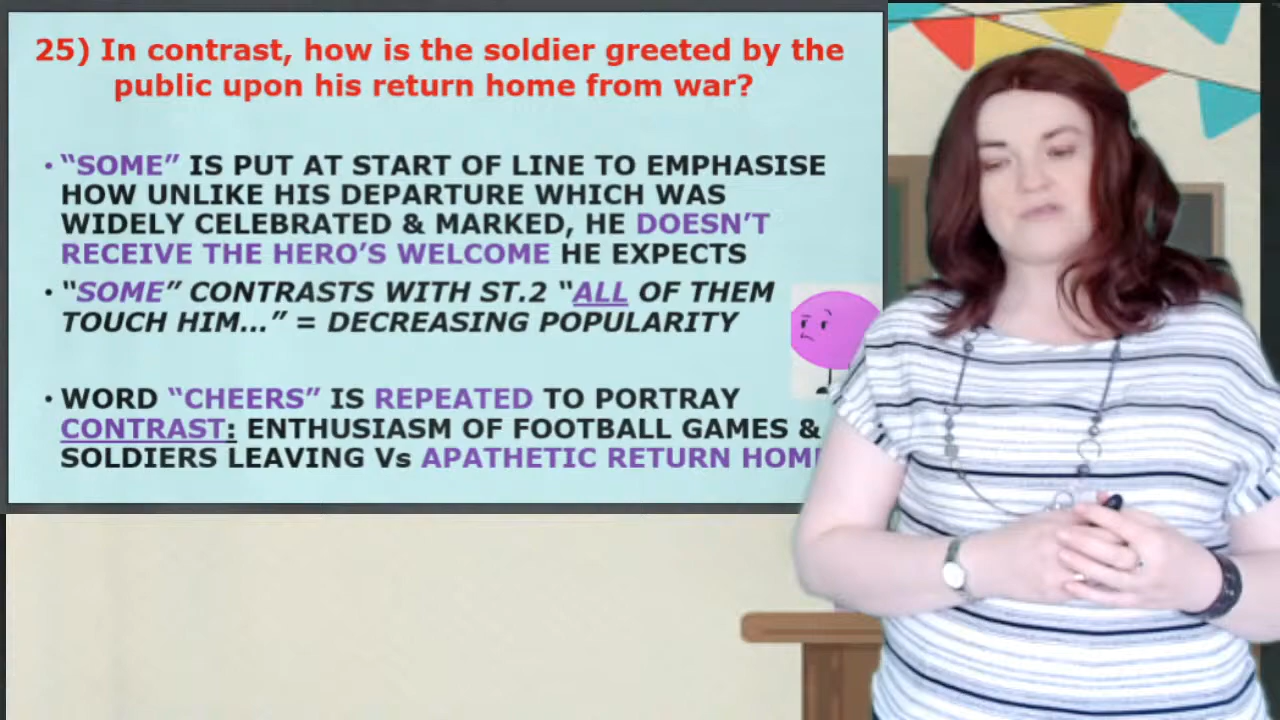 25) In contrast, how is the soldier greeted by the
public upon his return home from war?
• “SOME” IS PUT AT START OF LINE TO EMPHASISE
HOW UNLIKE HIS DEPARTURE WHICH WAS
WIDELY CELEBRATED & MARKED, HE DOESN’T
RECEIVE THE HERO’S WELCOME HE EXPECTS
• “SOME” CONTRASTS WITH ST.2 “ALL OF THEM
TOUCH HIM...” = DECREASING POPULARITY
• WORD “CHEERS” IS REPEATED TO PORTRAY
CONTRAST: ENTHUSIASM OF FOOTBALL GAMES &
SOLDIERS LEAVING Vs APATHETIC RETURN